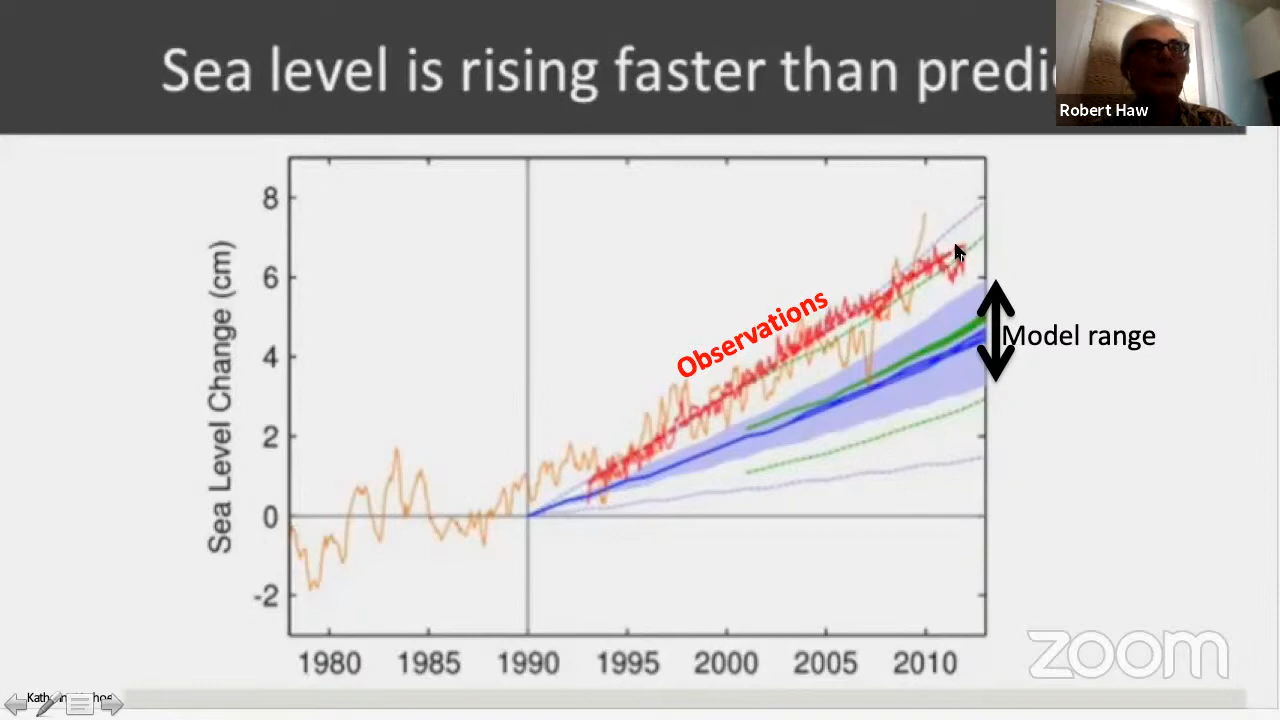 Sea level is rising faster than predi
Robert Haw
Sea Level Change (cm)
8
6
4
2
0
-2
Observations
Model range
1980 1985 1990 1995 2000 2005 2010
zoom